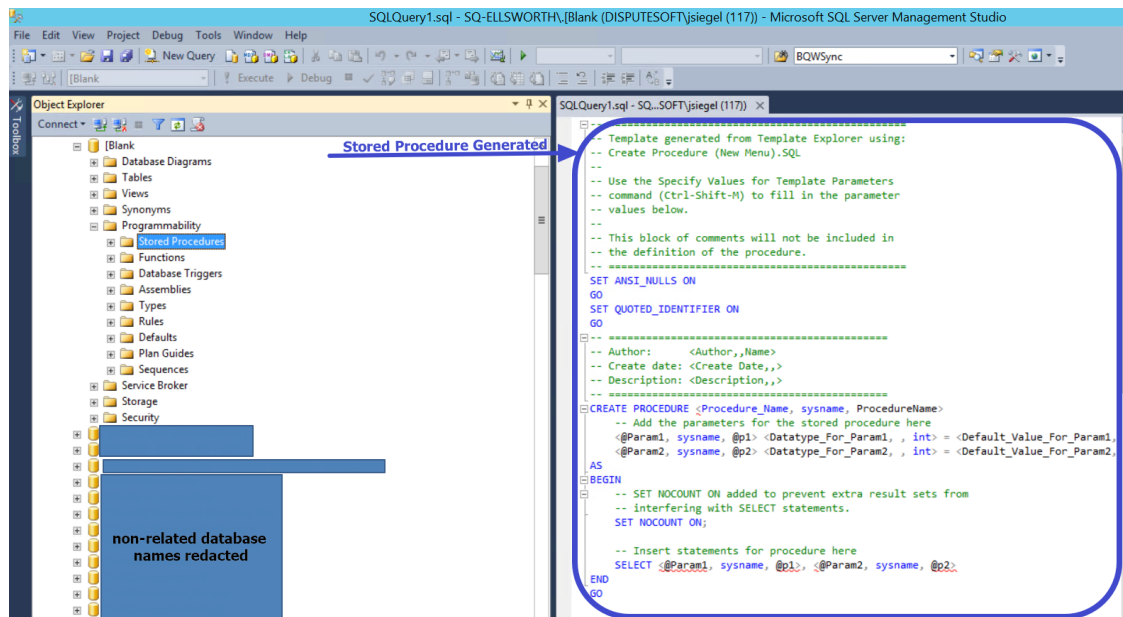 SQLQuery1.sql - SQ-ELLSWORTH\.[Blank (DISPUTESOFT\jsiegel (117)) - Microsoft SQL Server Management Studio
File Edit View Project Debug Tools Window Help
New Query BQWSync
[Blank Execute Debug
Toolbox
Object Explorer
Connect
[Blank
Database Diagrams
Tables
Views
Synonyms
Programmability
Stored Procedures
Functions
Database Triggers
Assemblies
Types
Rules
Defaults
Plan Guides
Sequences
Service Broker
Storage
Security
non-related database
names redacted
Stored Procedure Generated
SQLQuery1.sql - SQ...SOFT\jsiegel (117))
-- ================================================
-- Template generated from Template Explorer using:
-- Create Procedure (New Menu).SQL
--
-- Use the Specify Values for Template Parameters
-- command (Ctrl-Shift-M) to fill in the parameter
-- values below.
--
-- This block of comments will not be included in
-- the definition of the procedure.
-- ================================================
SET ANSI_NULLS ON
GO
SET QUOTED_IDENTIFIER ON
GO
-- =============================================
-- Author: <Author,,Name>
-- Create date: <Create Date,,>
-- Description: <Description,,>
-- =============================================
CREATE PROCEDURE <Procedure_Name, sysname, ProcedureName>
-- Add the parameters for the stored procedure here
<@Param1, sysname, @p1> <Datatype_For_Param1, , int> = <Default_Value_For_Param1,
<@Param2, sysname, @p2> <Datatype_For_Param2, , int> = <Default_Value_For_Param2,
AS
BEGIN
-- SET NOCOUNT ON added to prevent extra result sets from
-- interfering with SELECT statements.
SET NOCOUNT ON;
-- Insert statements for procedure here
SELECT <@Param1, sysname, @p1>, <@Param2, sysname, @p2>
END
GO